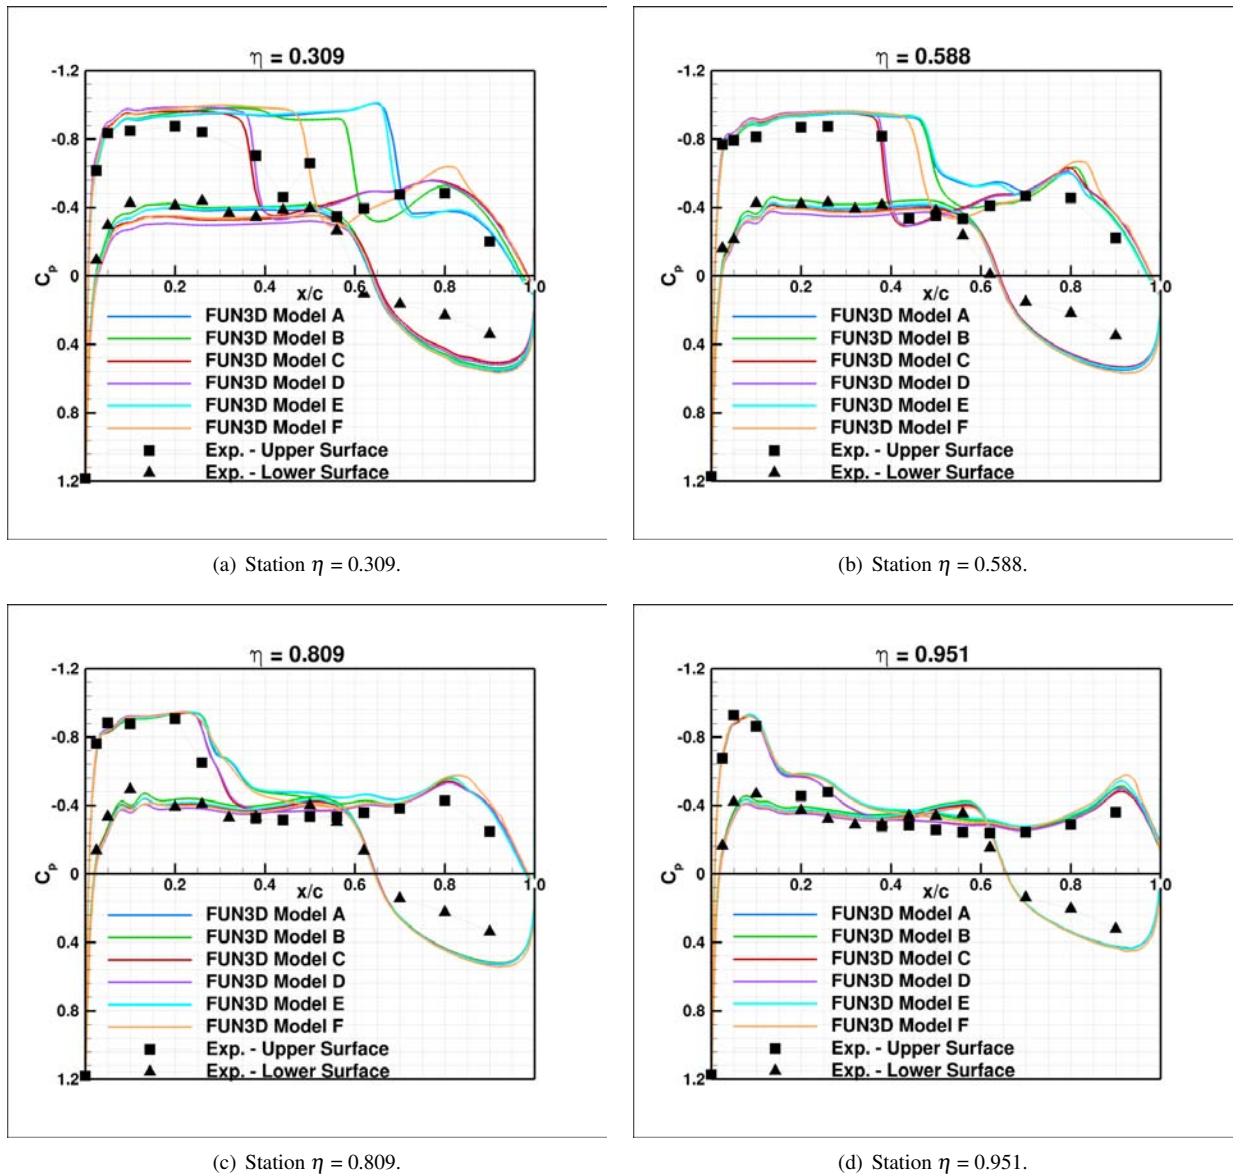 η = 0.309
-1.2
-0.8
-0.4
0
0.4
0.8
1.2
Cp
0.2 0.4 0.6 0.8 1.0
x/c
FUN3D Model A
FUN3D Model B
FUN3D Model C
FUN3D Model D
FUN3D Model E
FUN3D Model F
Exp. - Upper Surface
Exp. - Lower Surface
(a) Station η = 0.309.
η = 0.588
-1.2
-0.8
-0.4
0
0.4
0.8
1.2
Cp
0.2 0.4 0.6 0.8 1.0
x/c
FUN3D Model A
FUN3D Model B
FUN3D Model C
FUN3D Model D
FUN3D Model E
FUN3D Model F
Exp. - Upper Surface
Exp. - Lower Surface
(b) Station η = 0.588.
η = 0.809
-1.2
-0.8
-0.4
0
0.4
0.8
1.2
Cp
0.2 0.4 0.6 0.8 1.0
x/c
FUN3D Model A
FUN3D Model B
FUN3D Model C
FUN3D Model D
FUN3D Model E
FUN3D Model F
Exp. - Upper Surface
Exp. - Lower Surface
(c) Station η = 0.809.
η = 0.951
-1.2
-0.8
-0.4
0
0.4
0.8
1.2
Cp
0.2 0.4 0.6 0.8 1.0
x/c
FUN3D Model A
FUN3D Model B
FUN3D Model C
FUN3D Model D
FUN3D Model E
FUN3D Model F
Exp. - Upper Surface
Exp. - Lower Surface
(d) Station η = 0.951.